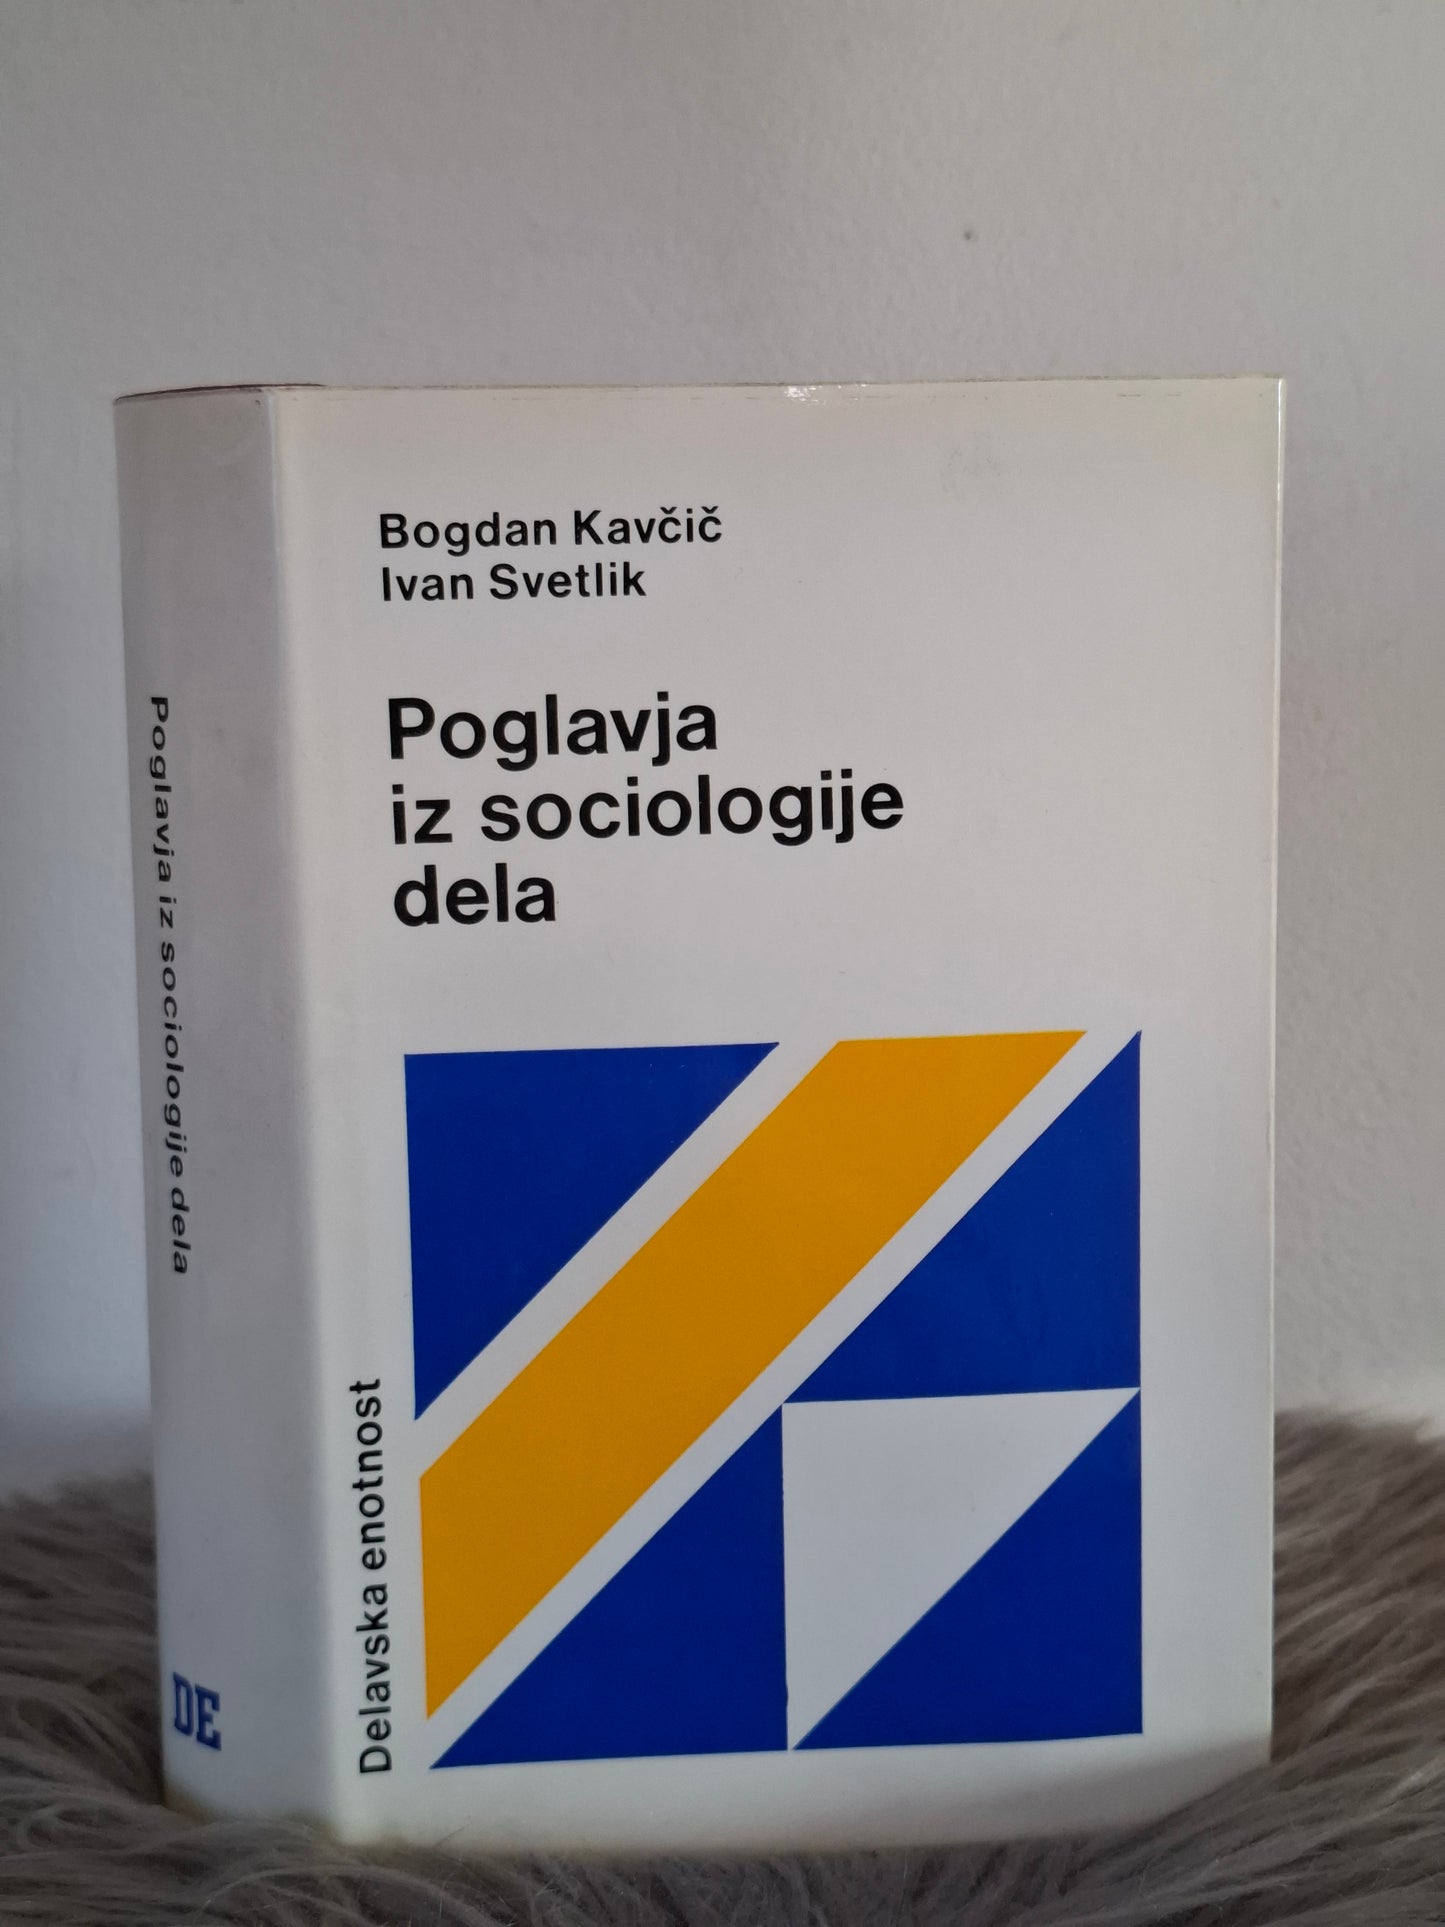 Bogdan Kavčič
Ivan Svetlik
Poglavja
iz sociologije
dela
Delavska enotnost
Poglavja iz sociologije dela
DE